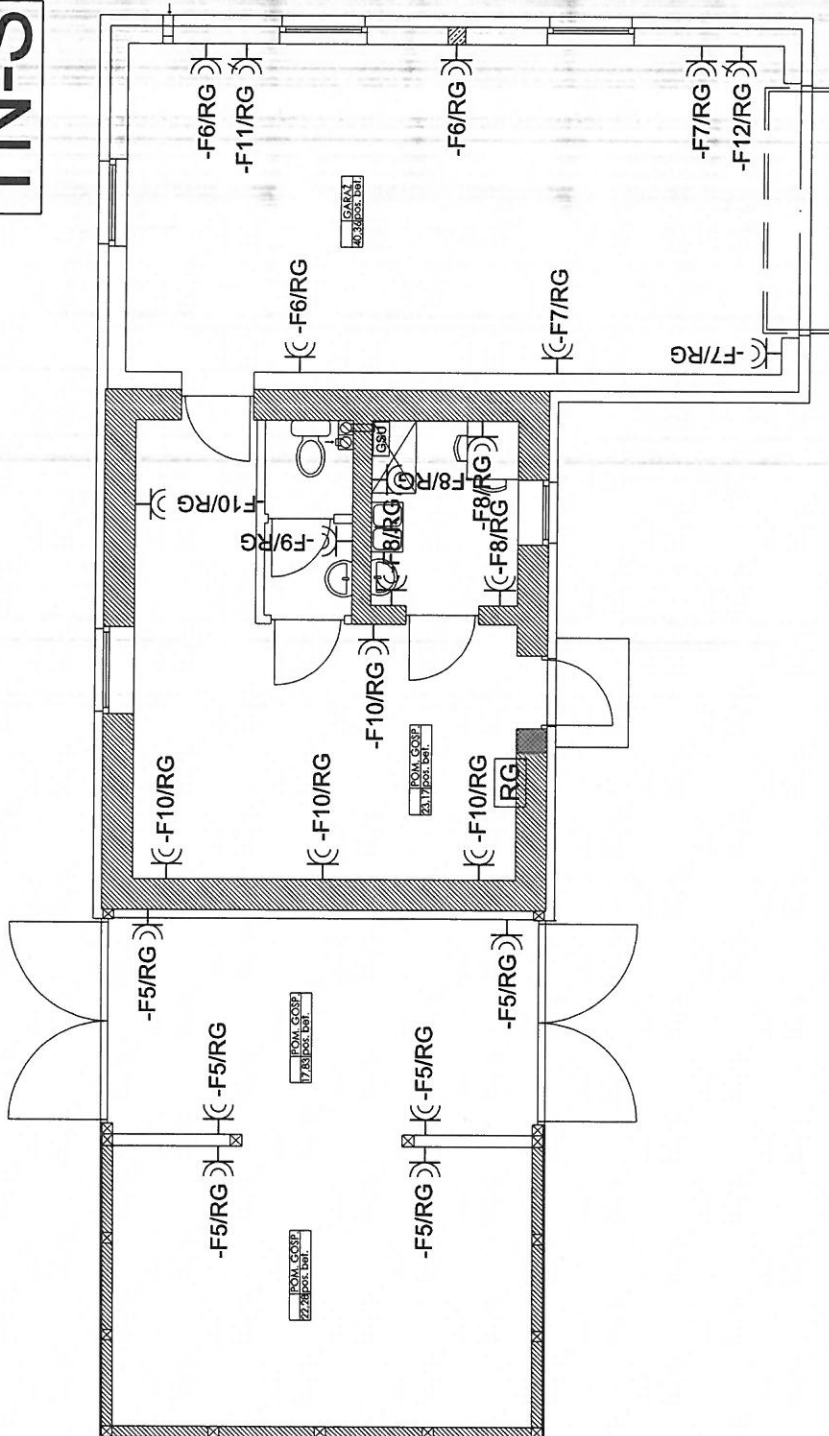 TN-S
-F6/RG
-F11/RG
-F6/RG
-F7/RG
-F12/RG
GARAŻ
40,36 pos. bet.
-F6/RG
-F7/RG
-F7/RG
F10/RG
-F9/RG
GSU
F8/RG
-F8/RG
-F8/RG
-F8/RG
-F10/RG
POM. GOSP.
23,17 pos. bet.
RG
-F10/RG
-F10/RG
-F10/RG
-F5/RG
-F5/RG
POM. GOSP.
17,83 pos. bet.
-F5/RG
-F5/RG
-F5/RG
-F5/RG
POM. GOSP.
22,28 pos. bet.